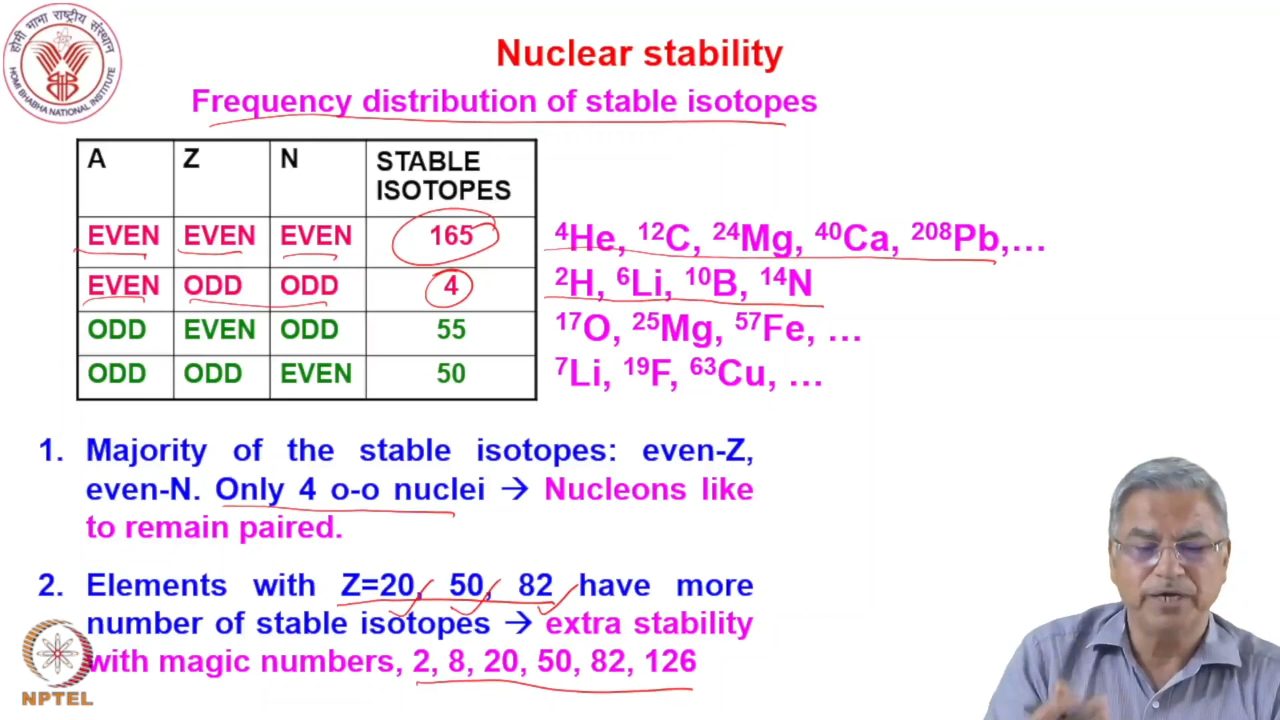 होमी भाभा राष्ट्रीय संस्थान
HOMI BHABHA NATIONAL INSTITUTE
Nuclear stability
Frequency distribution of stable isotopes
A Z N STABLE ISOTOPES
EVEN EVEN EVEN 165 ⁴He, ¹²C, ²⁴Mg, ⁴⁰Ca, ²⁰⁸Pb,...
EVEN ODD ODD 4 ²H, ⁶Li, ¹⁰B, ¹⁴N
ODD EVEN ODD 55 ¹⁷O, ²⁵Mg, ⁵⁷Fe, ...
ODD ODD EVEN 50 ⁷Li, ¹⁹F, ⁶³Cu, ...
1. Majority of the stable isotopes: even-Z,
even-N. Only 4 o-o nuclei → Nucleons like
to remain paired.
2. Elements with Z=20, 50, 82 have more
number of stable isotopes → extra stability
with magic numbers, 2, 8, 20, 50, 82, 126
NPTEL